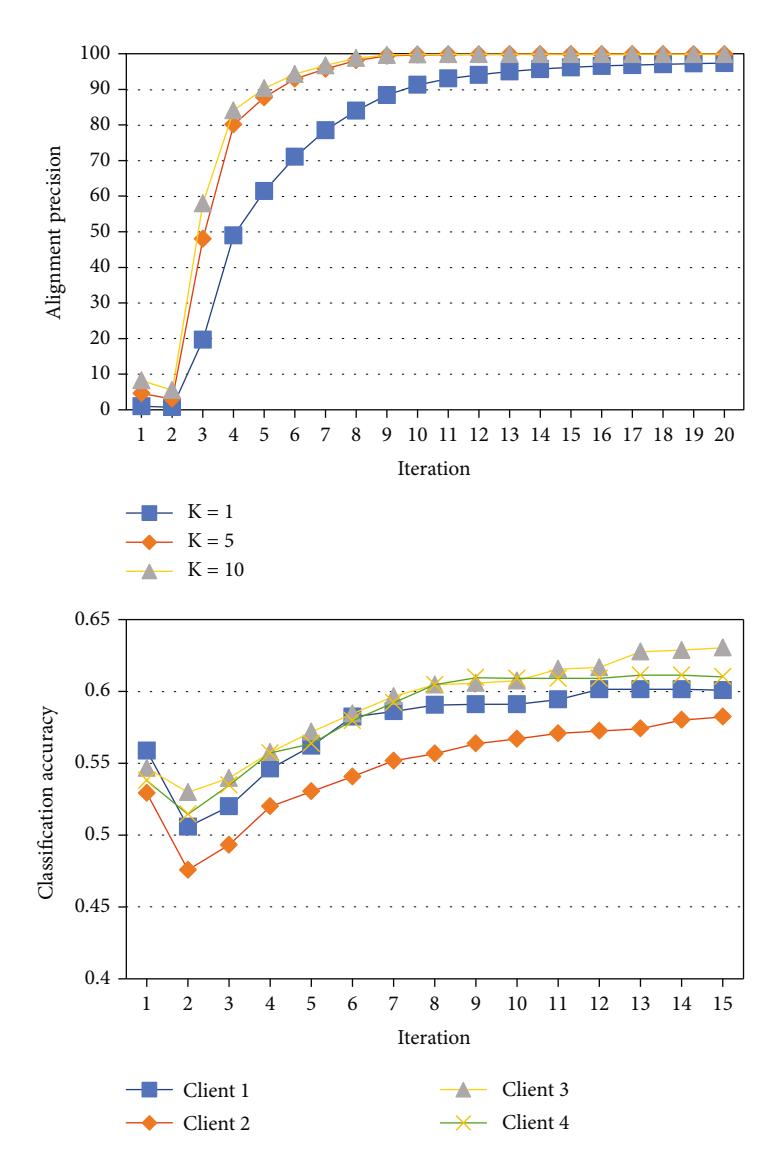 100
90
80
70
60
50
40
30
20
10
0
Alignment precision
1 2 3 4 5 6 7 8 9 10 11 12 13 14 15 16 17 18 19 20
Iteration
K = 1
K = 5
K = 10
0.65
0.6
0.55
0.5
0.45
0.4
Classification accuracy
1 2 3 4 5 6 7 8 9 10 11 12 13 14 15
Iteration
Client 1
Client 2
Client 3
Client 4